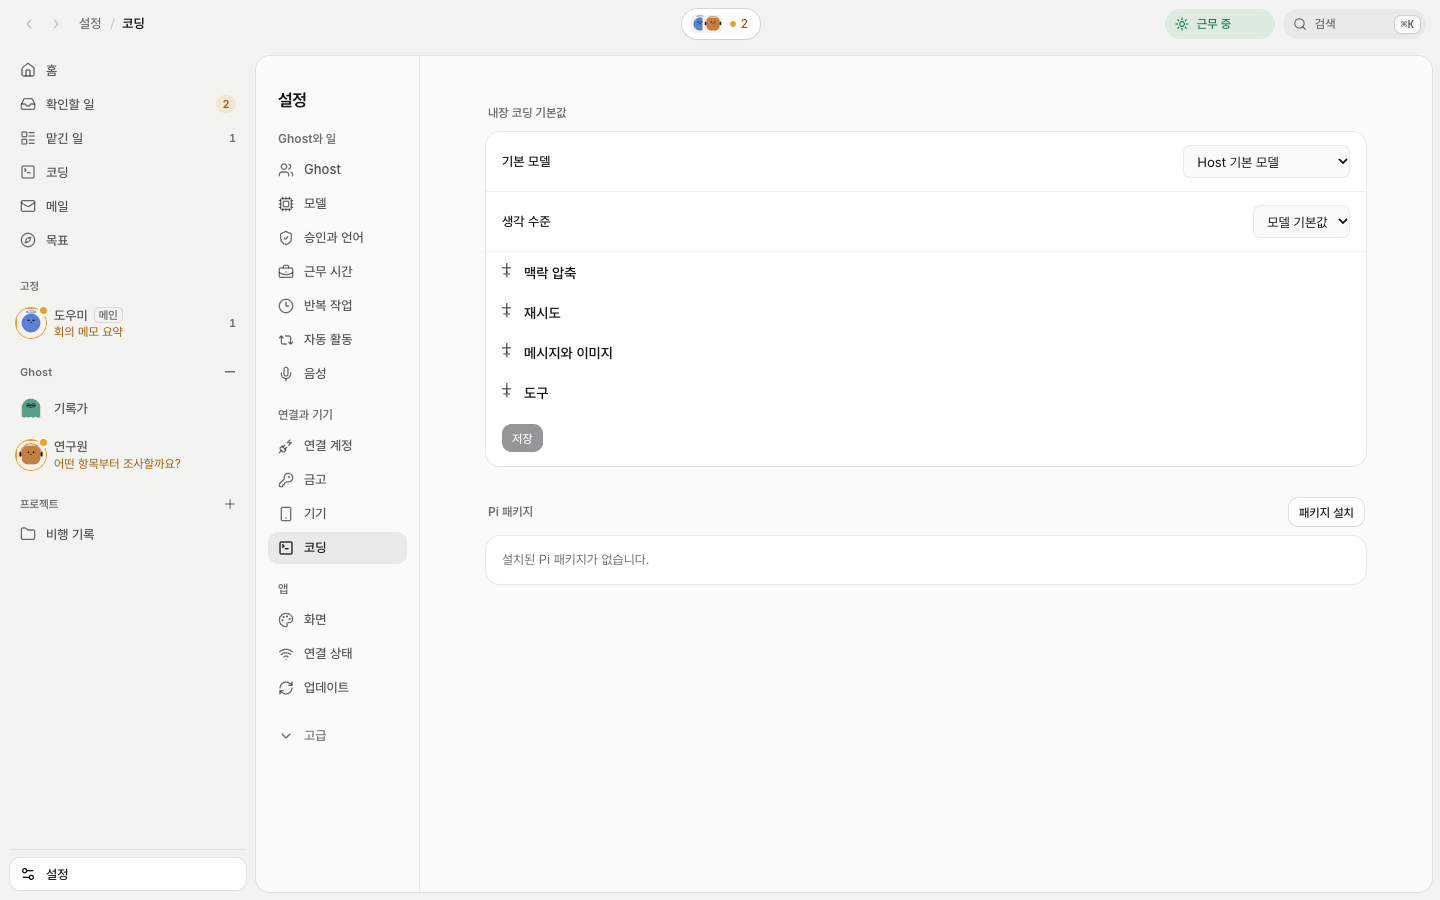 설정 / 코딩
2
근무 중
검색
⌘K
홈
확인할 일
2
맡긴 일
1
코딩
메일
목표
고정
도우미 메인
회의 메모 요약
1
Ghost
기록가
연구원
어떤 항목부터 조사할까요?
프로젝트
비행 기록
설정
설정
Ghost와 일
Ghost
모델
승인과 언어
근무 시간
반복 작업
자동 활동
음성
연결과 기기
연결 계정
금고
기기
코딩
앱
화면
연결 상태
업데이트
고급
내장 코딩 기본값
기본 모델
Host 기본 모델
생각 수준
모델 기본값
맥락 압축
재시도
메시지와 이미지
도구
저장
Pi 패키지
패키지 설치
설치된 Pi 패키지가 없습니다.